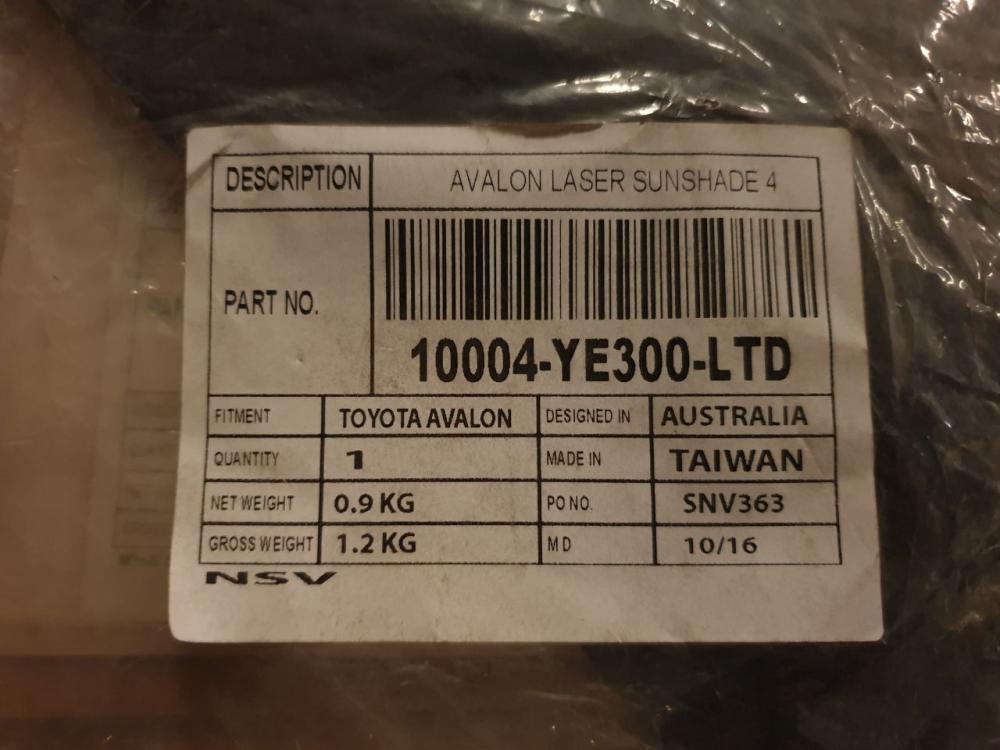 DESCRIPTION AVALON LASER SUNSHADE 4
PART NO.
10004-YE300-LTD
FITMENT TOYOTA AVALON DESIGNED IN AUSTRALIA
QUANTITY 1 MADE IN TAIWAN
NET WEIGHT 0.9 KG PO NO. SNV363
GROSS WEIGHT 1.2 KG M D 10/16
NSV